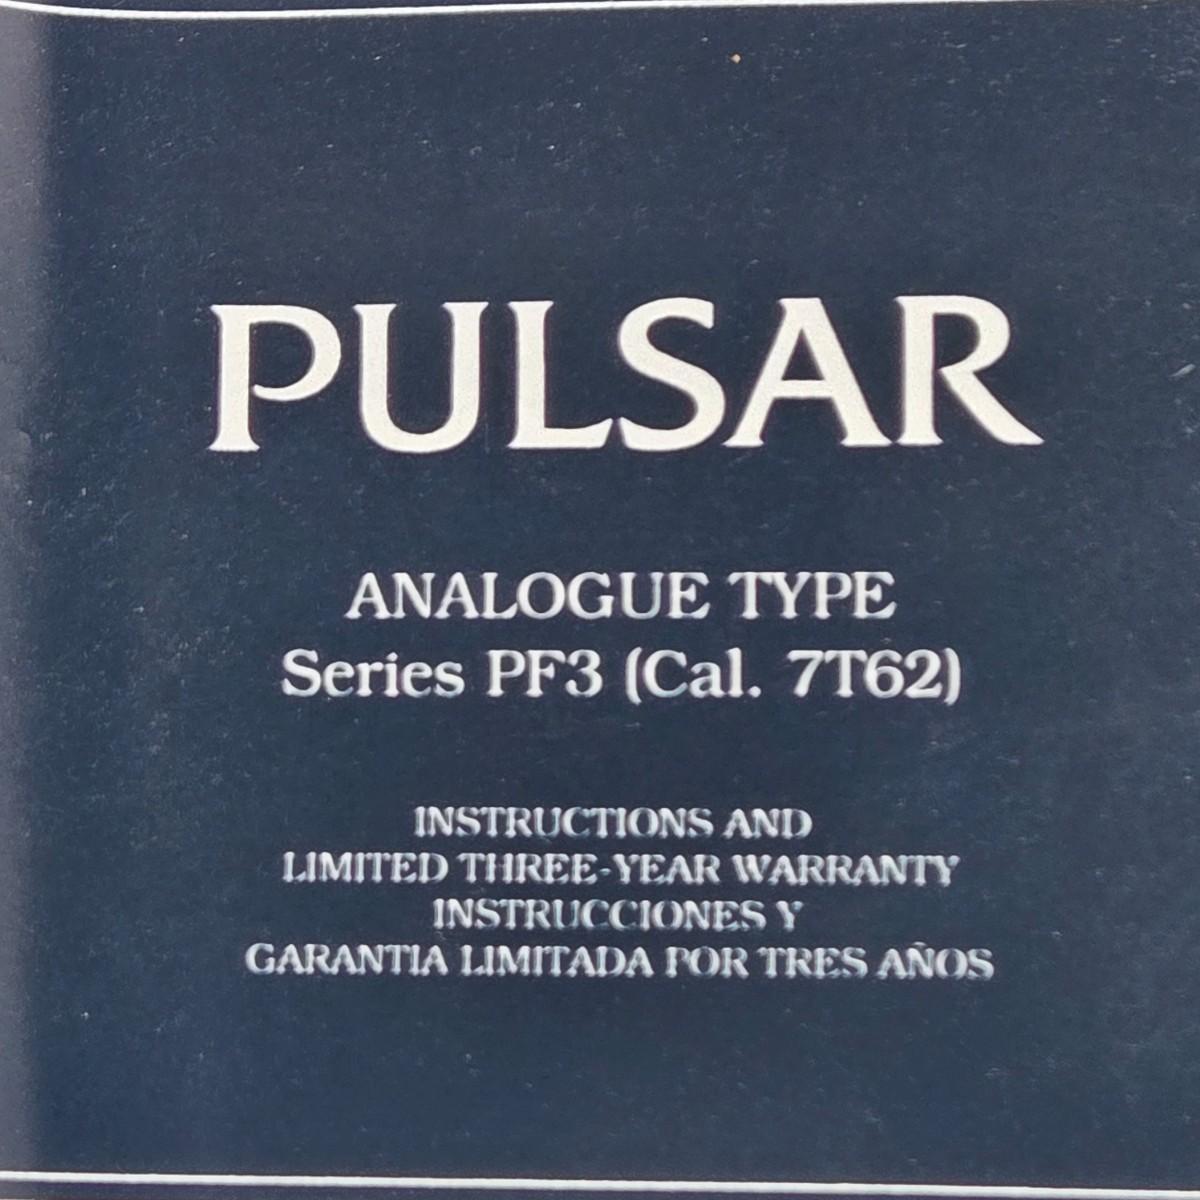 PULSAR
ANALOGUE TYPE
Series PF3 (Cal. 7T62)
INSTRUCTIONS AND
LIMITED THREE-YEAR WARRANTY
INSTRUCCIONES Y
GARANTIA LIMITADA POR TRES AÑOS